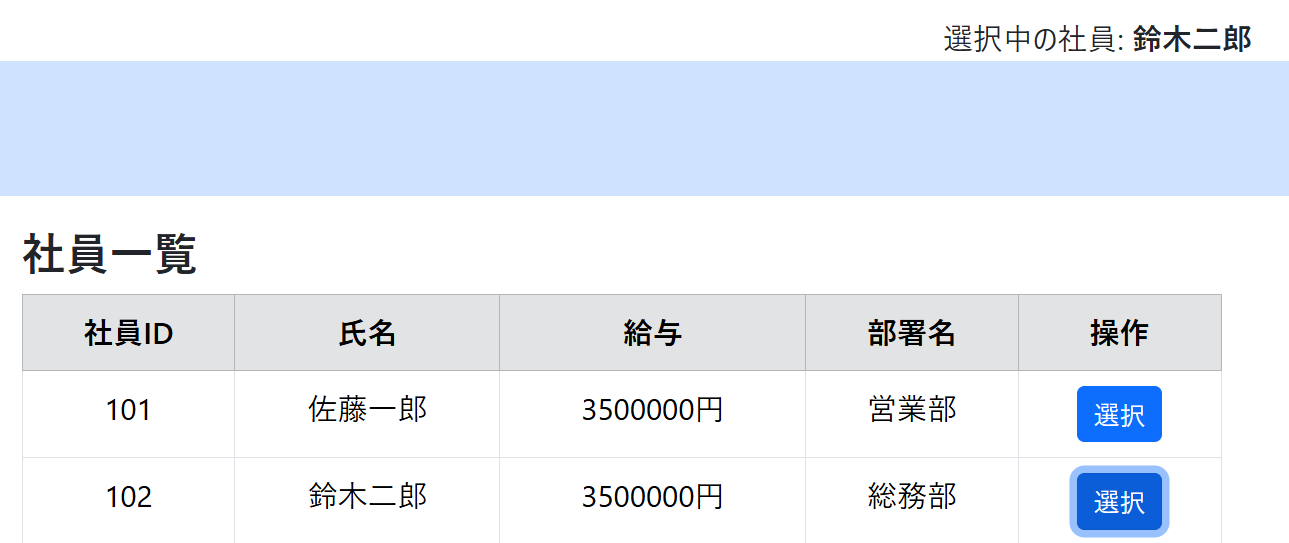 選択中の社員: 鈴木二郎
社員一覧
社員ID 氏名 給与 部署名 操作
101 佐藤一郎 3500000円 営業部 選択
102 鈴木二郎 3500000円 総務部 選択